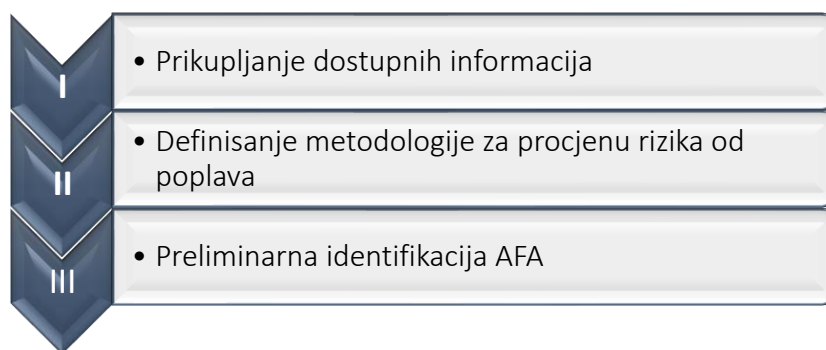 I
• Prikupljanje dostupnih informacija
II
• Definisanje metodologije za procjenu rizika od
poplava
III
• Preliminarna identifikacija AFA